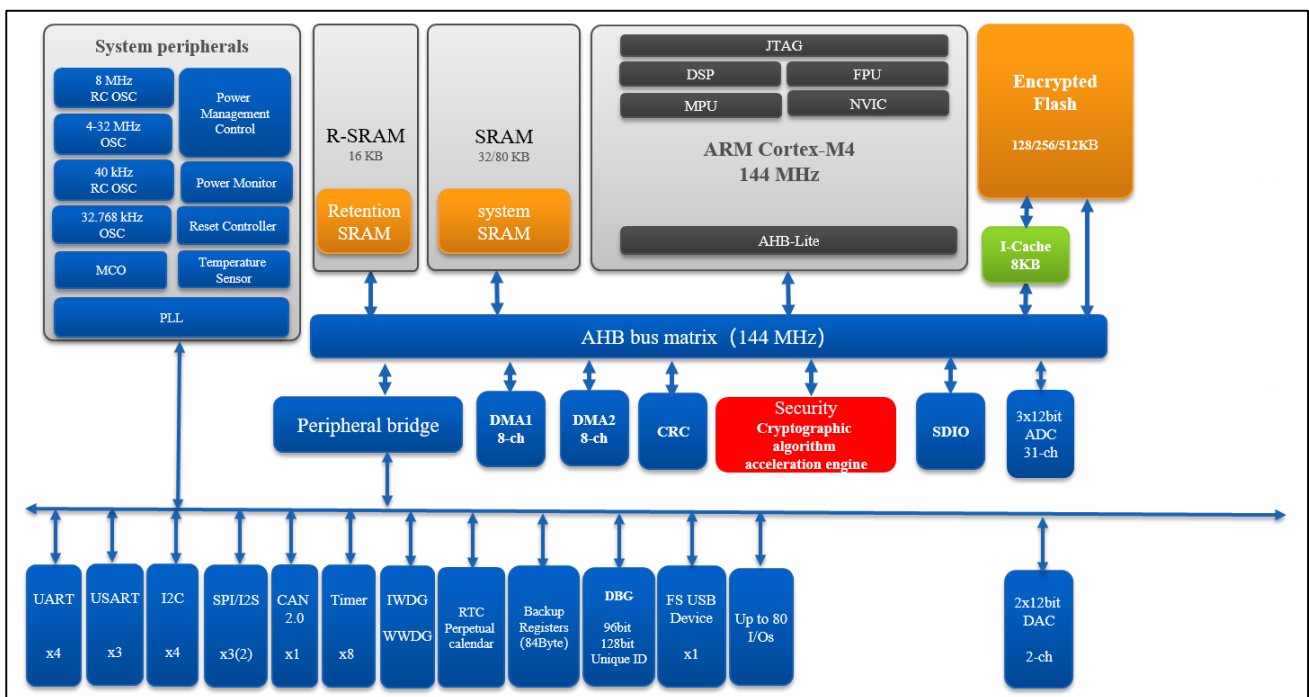 System peripherals
8 MHz
RC OSC
4-32 MHz
OSC
40 kHz
RC OSC
32.768 kHz
OSC
MCO
Power
Management
Control
Power Monitor
Reset Controller
Temperature
Sensor
PLL
R-SRAM
16 KB
Retention
SRAM
SRAM
32/80 KB
system
SRAM
JTAG
DSP
FPU
MPU
NVIC
ARM Cortex-M4
144 MHz
AHB-Lite
Encrypted
Flash
128/256/512KB
I-Cache
8KB
AHB bus matrix (144 MHz)
Peripheral bridge
DMA1
8-ch
DMA2
8-ch
CRC
Security
Cryptographic
algorithm
acceleration engine
SDIO
3x12bit
ADC
31-ch
UART
x4
USART
x3
I2C
x4
SPI/I2S
x3(2)
CAN
2.0
x1
Timer
x8
IWDG
WWDG
RTC
Perpetual
calendar
Backup
Registers
(84Byte)
DBG
96bit
128bit
Unique ID
FS USB
Device
x1
Up to 80
I/Os
2x12bit
DAC
2-ch